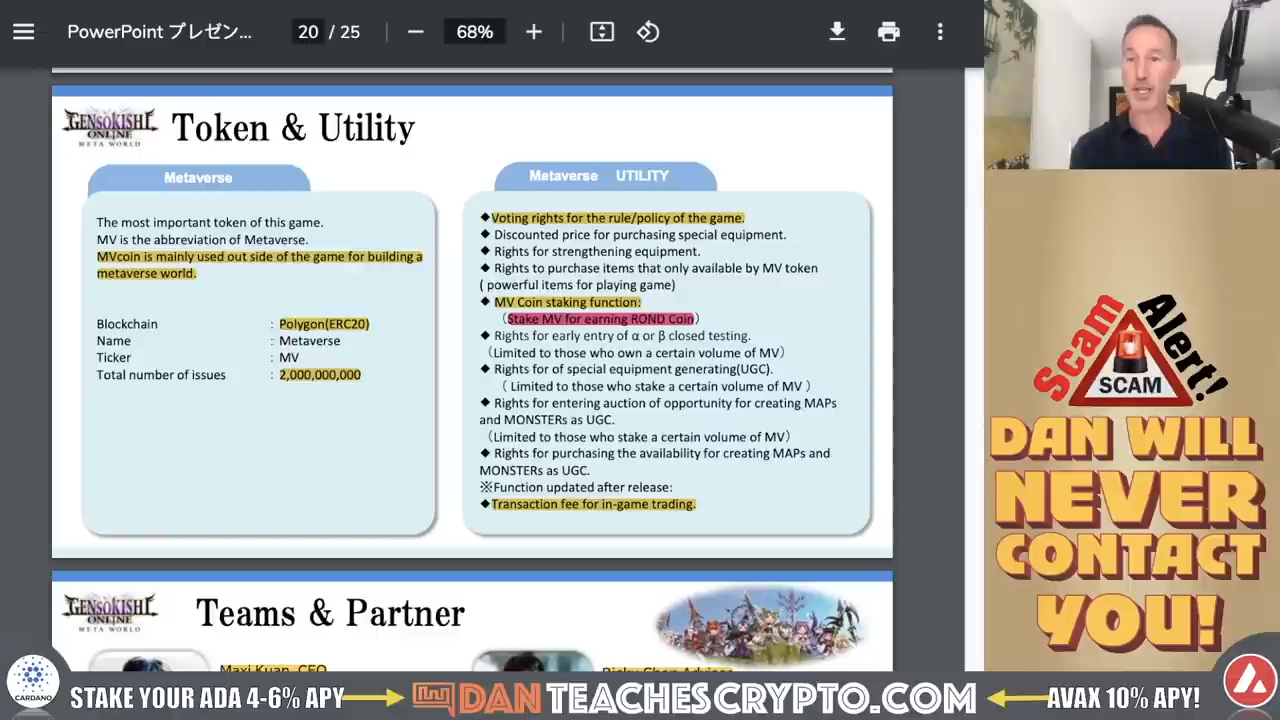 PowerPoint プレゼン...
20 / 25
68%
GENSOKISHI
ONLINE
META WORLD
Token & Utility
Metaverse
The most important token of this game.
MV is the abbreviation of Metaverse.
MVcoin is mainly used out side of the game for building a
metaverse world.
Blockchain : Polygon(ERC20)
Name : Metaverse
Ticker : MV
Total number of issues : 2,000,000,000
Metaverse UTILITY
◆Voting rights for the rule/policy of the game.
◆ Discounted price for purchasing special equipment.
◆ Rights for strengthening equipment.
◆ Rights to purchase items that only available by MV token
( powerful items for playing game)
◆ MV Coin staking function:
（Stake MV for earning ROND Coin）
◆ Rights for early entry of α or β closed testing.
（Limited to those who own a certain volume of MV）
◆ Rights for of special equipment generating(UGC).
（ Limited to those who stake a certain volume of MV ）
◆ Rights for entering auction of opportunity for creating MAPs
and MONSTERs as UGC.
（Limited to those who stake a certain volume of MV）
◆ Rights for purchasing the availability for creating MAPs and
MONSTERs as UGC.
※Function updated after release:
◆Transaction fee for in-game trading.
GENSOKISHI
ONLINE
META WORLD
Teams & Partner
Maxi Kuan, CEO
Scam Alert!
SCAM
DAN WILL
NEVER
CONTACT
YOU!
CARDANO
STAKE YOUR ADA 4-6% APY
DANTEACHESCRYPTO.COM
AVAX 10% APY!